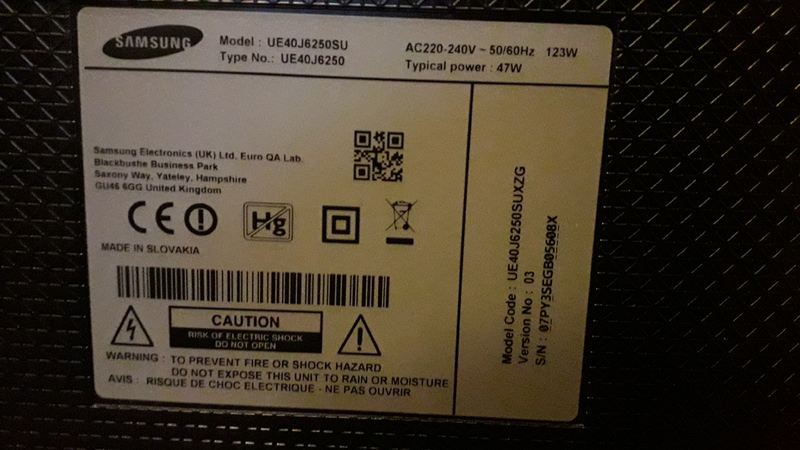 SAMSUNG
Model : UE40J6250SU
Type No.: UE40J6250
AC220-240V ~ 50/60Hz 123W
Typical power : 47W
Samsung Electronics (UK) Ltd, Euro QA Lab.
Blackbushe Business Park
Saxony Way, Yateley, Hampshire
GU46 6GG United Kingdom
CE
Hg
MADE IN SLOVAKIA
CAUTION
RISK OF ELECTRIC SHOCK
DO NOT OPEN
WARNING : TO PREVENT FIRE OR SHOCK HAZARD
DO NOT EXPOSE THIS UNIT TO RAIN OR MOISTURE
AVIS : RISQUE DE CHOC ELECTRIQUE - NE PAS OUVRIR
Model Code : UE40J6250SUXZG
Version No : 03
S/N : 07PY3SEGB05608X